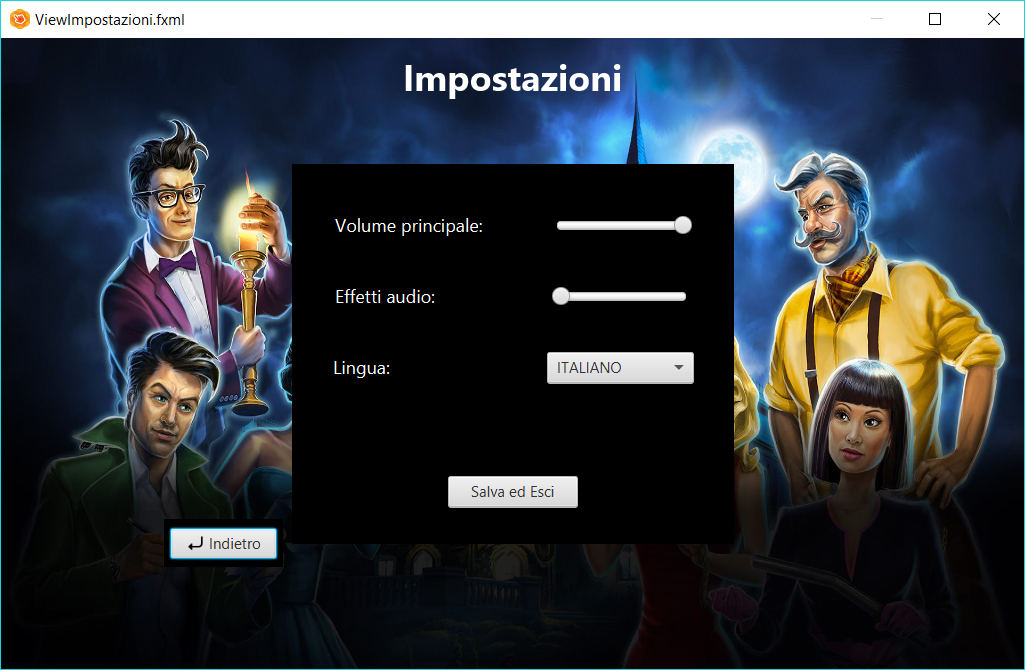 ViewImpostazioni.fxml
Impostazioni
Volume principale:
Effetti audio:
Lingua: ITALIANO
Salva ed Esci
Indietro